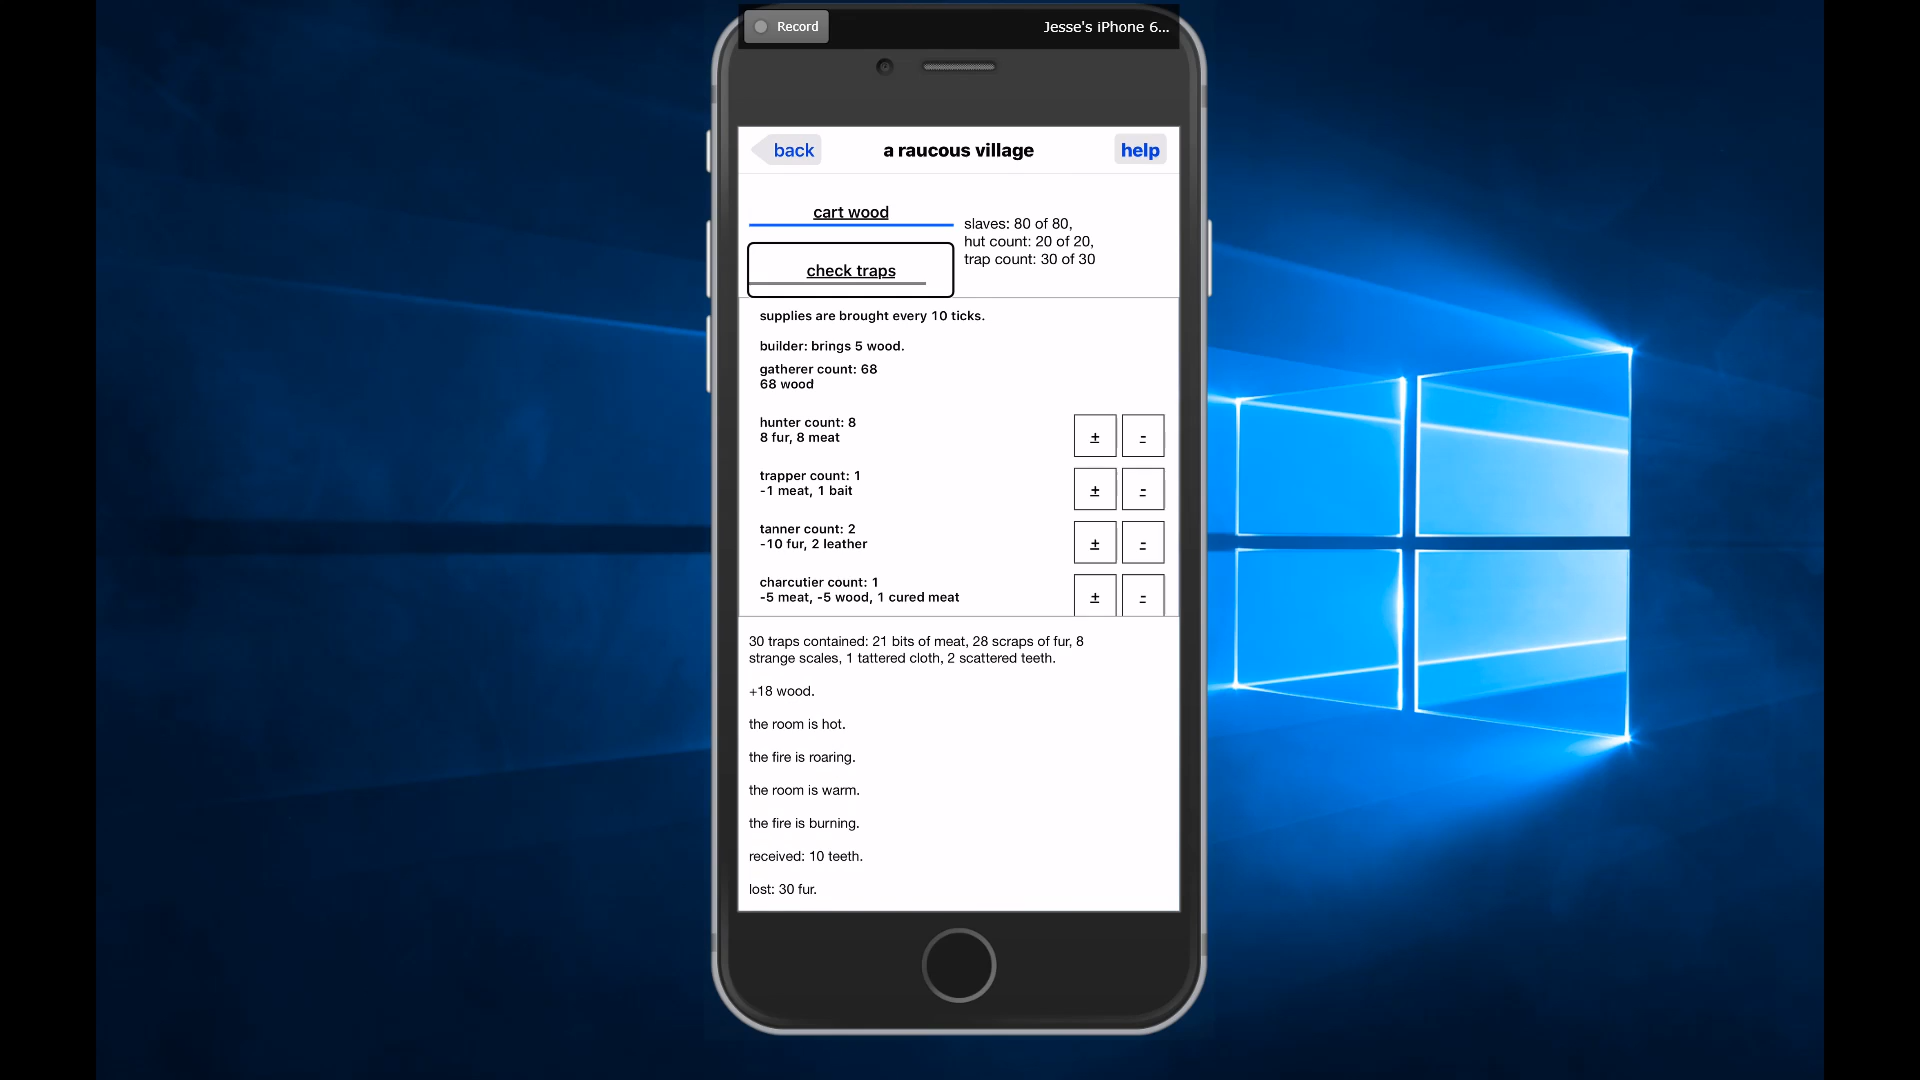 Record
Jesse's iPhone 6...
back
a raucous village
help
cart wood
check traps
slaves: 80 of 80,
hut count: 20 of 20,
trap count: 30 of 30
supplies are brought every 10 ticks.
builder: brings 5 wood.
gatherer count: 68
68 wood
hunter count: 8
8 fur, 8 meat
+ -
trapper count: 1
-1 meat, 1 bait
+ -
tanner count: 2
-10 fur, 2 leather
+ -
charcutier count: 1
-5 meat, -5 wood, 1 cured meat
+ -
30 traps contained: 21 bits of meat, 28 scraps of fur, 8
strange scales, 1 tattered cloth, 2 scattered teeth.
+18 wood.
the room is hot.
the fire is roaring.
the room is warm.
the fire is burning.
received: 10 teeth.
lost: 30 fur.